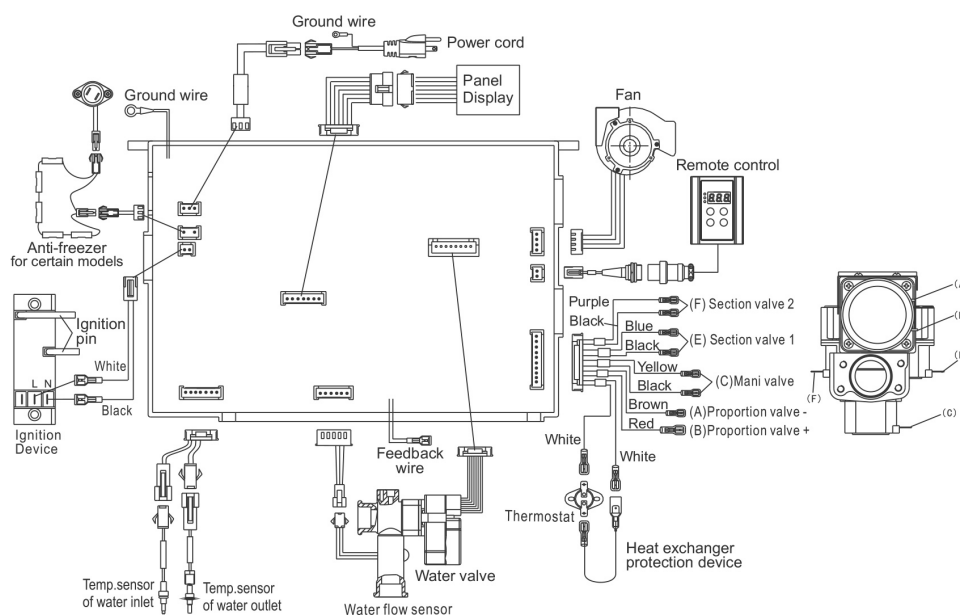 Ground wire
Power cord
Panel
Display
Ground wire
Fan
Remote control
8.8.8
Anti-freezer
for certain models
Ignition
pin
White
L N
Black
Ignition
Device
Purple
Black
(F) Section valve 2
Blue
Black
(E) Section valve 1
Yellow
Black
(C)Mani valve
Brown
(A)Proportion valve -
Red
(B)Proportion valve +
(F)
(C)
White
White
Feedback
wire
Thermostat
Heat exchanger
protection device
Water valve
Temp.sensor
of water inlet
Temp.sensor
of water outlet
Water flow sensor